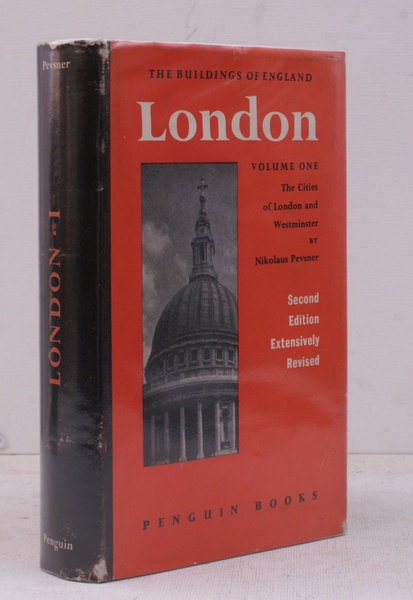 Pevsner
LONDON · I
Penguin
THE BUILDINGS OF ENGLAND
London
VOLUME ONE
The Cities
of London and
Westminster
BY
Nikolaus Pevsner
Second
Edition
Extensively
Revised
PENGUIN BOOKS